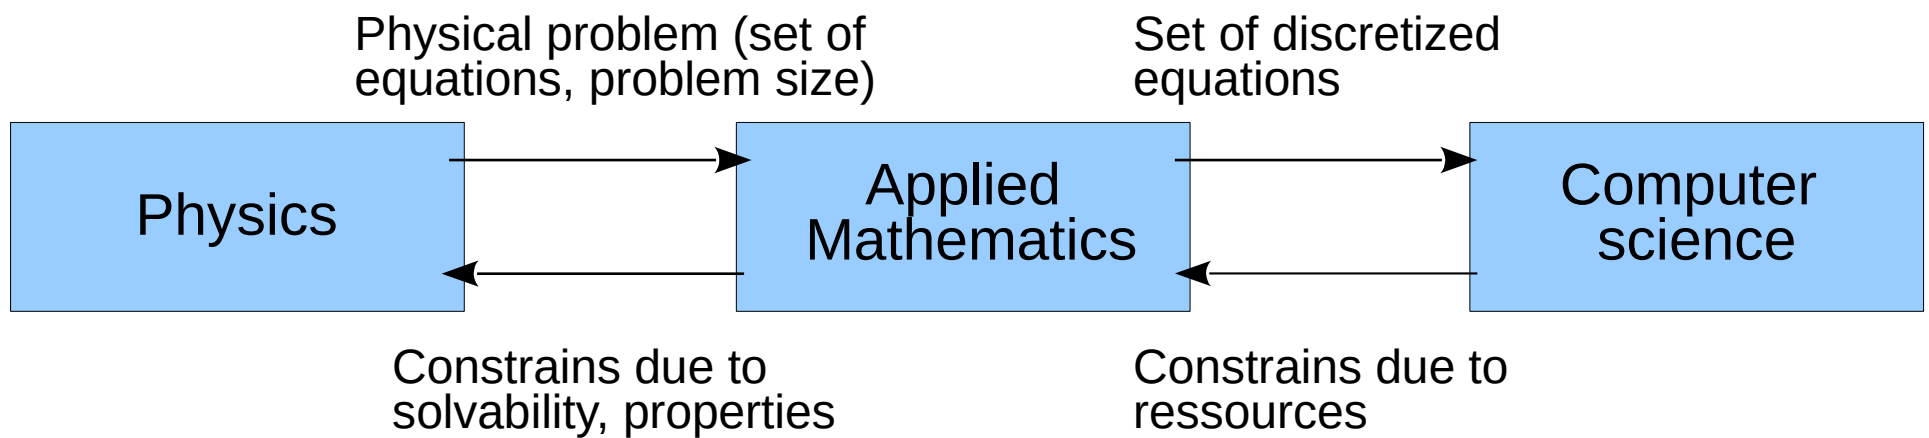 Physical problem (set of
equations, problem size)
Set of discretized
equations
Physics
Applied
Mathematics
Computer
science
Constrains due to
solvability, properties
Constrains due to
ressources